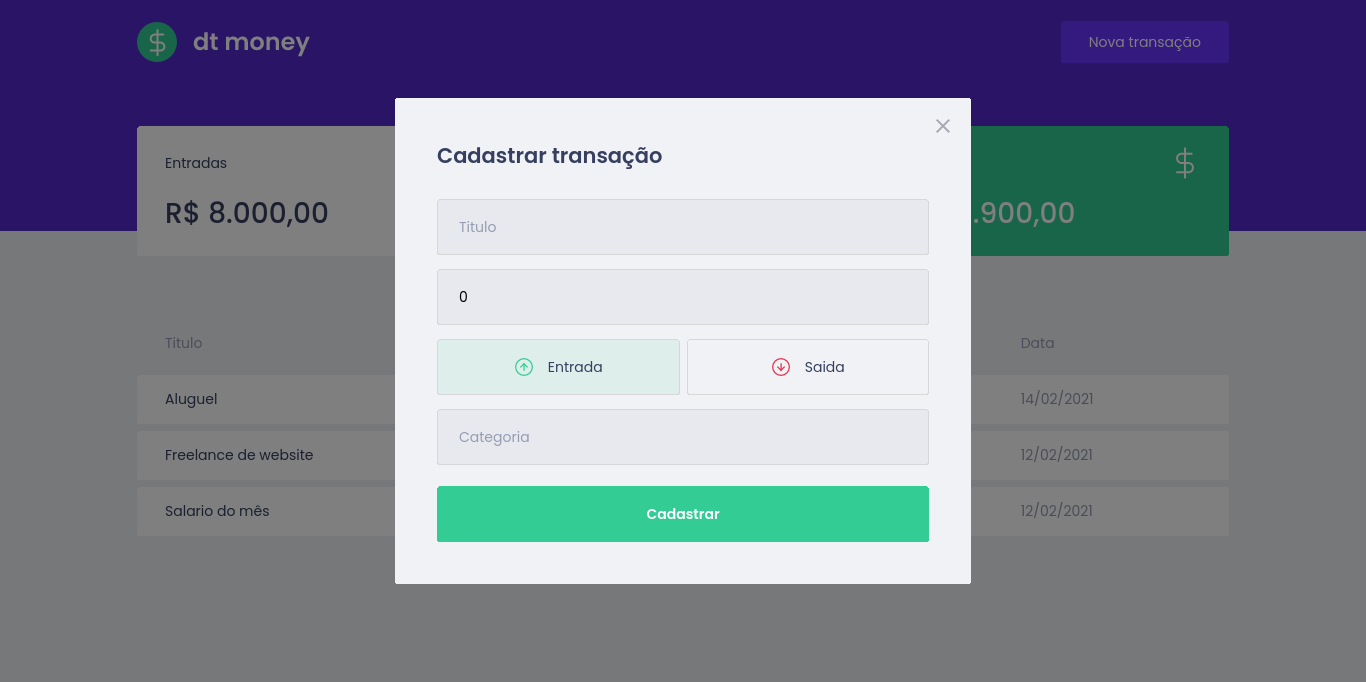 dt money
Nova transação
Entradas
R$ 8.000,00
.900,00
Cadastrar transação
Título
0
Entrada
Saida
Categoria
Cadastrar
Titulo
Data
Aluguel
14/02/2021
Freelance de website
12/02/2021
Salario do mês
12/02/2021